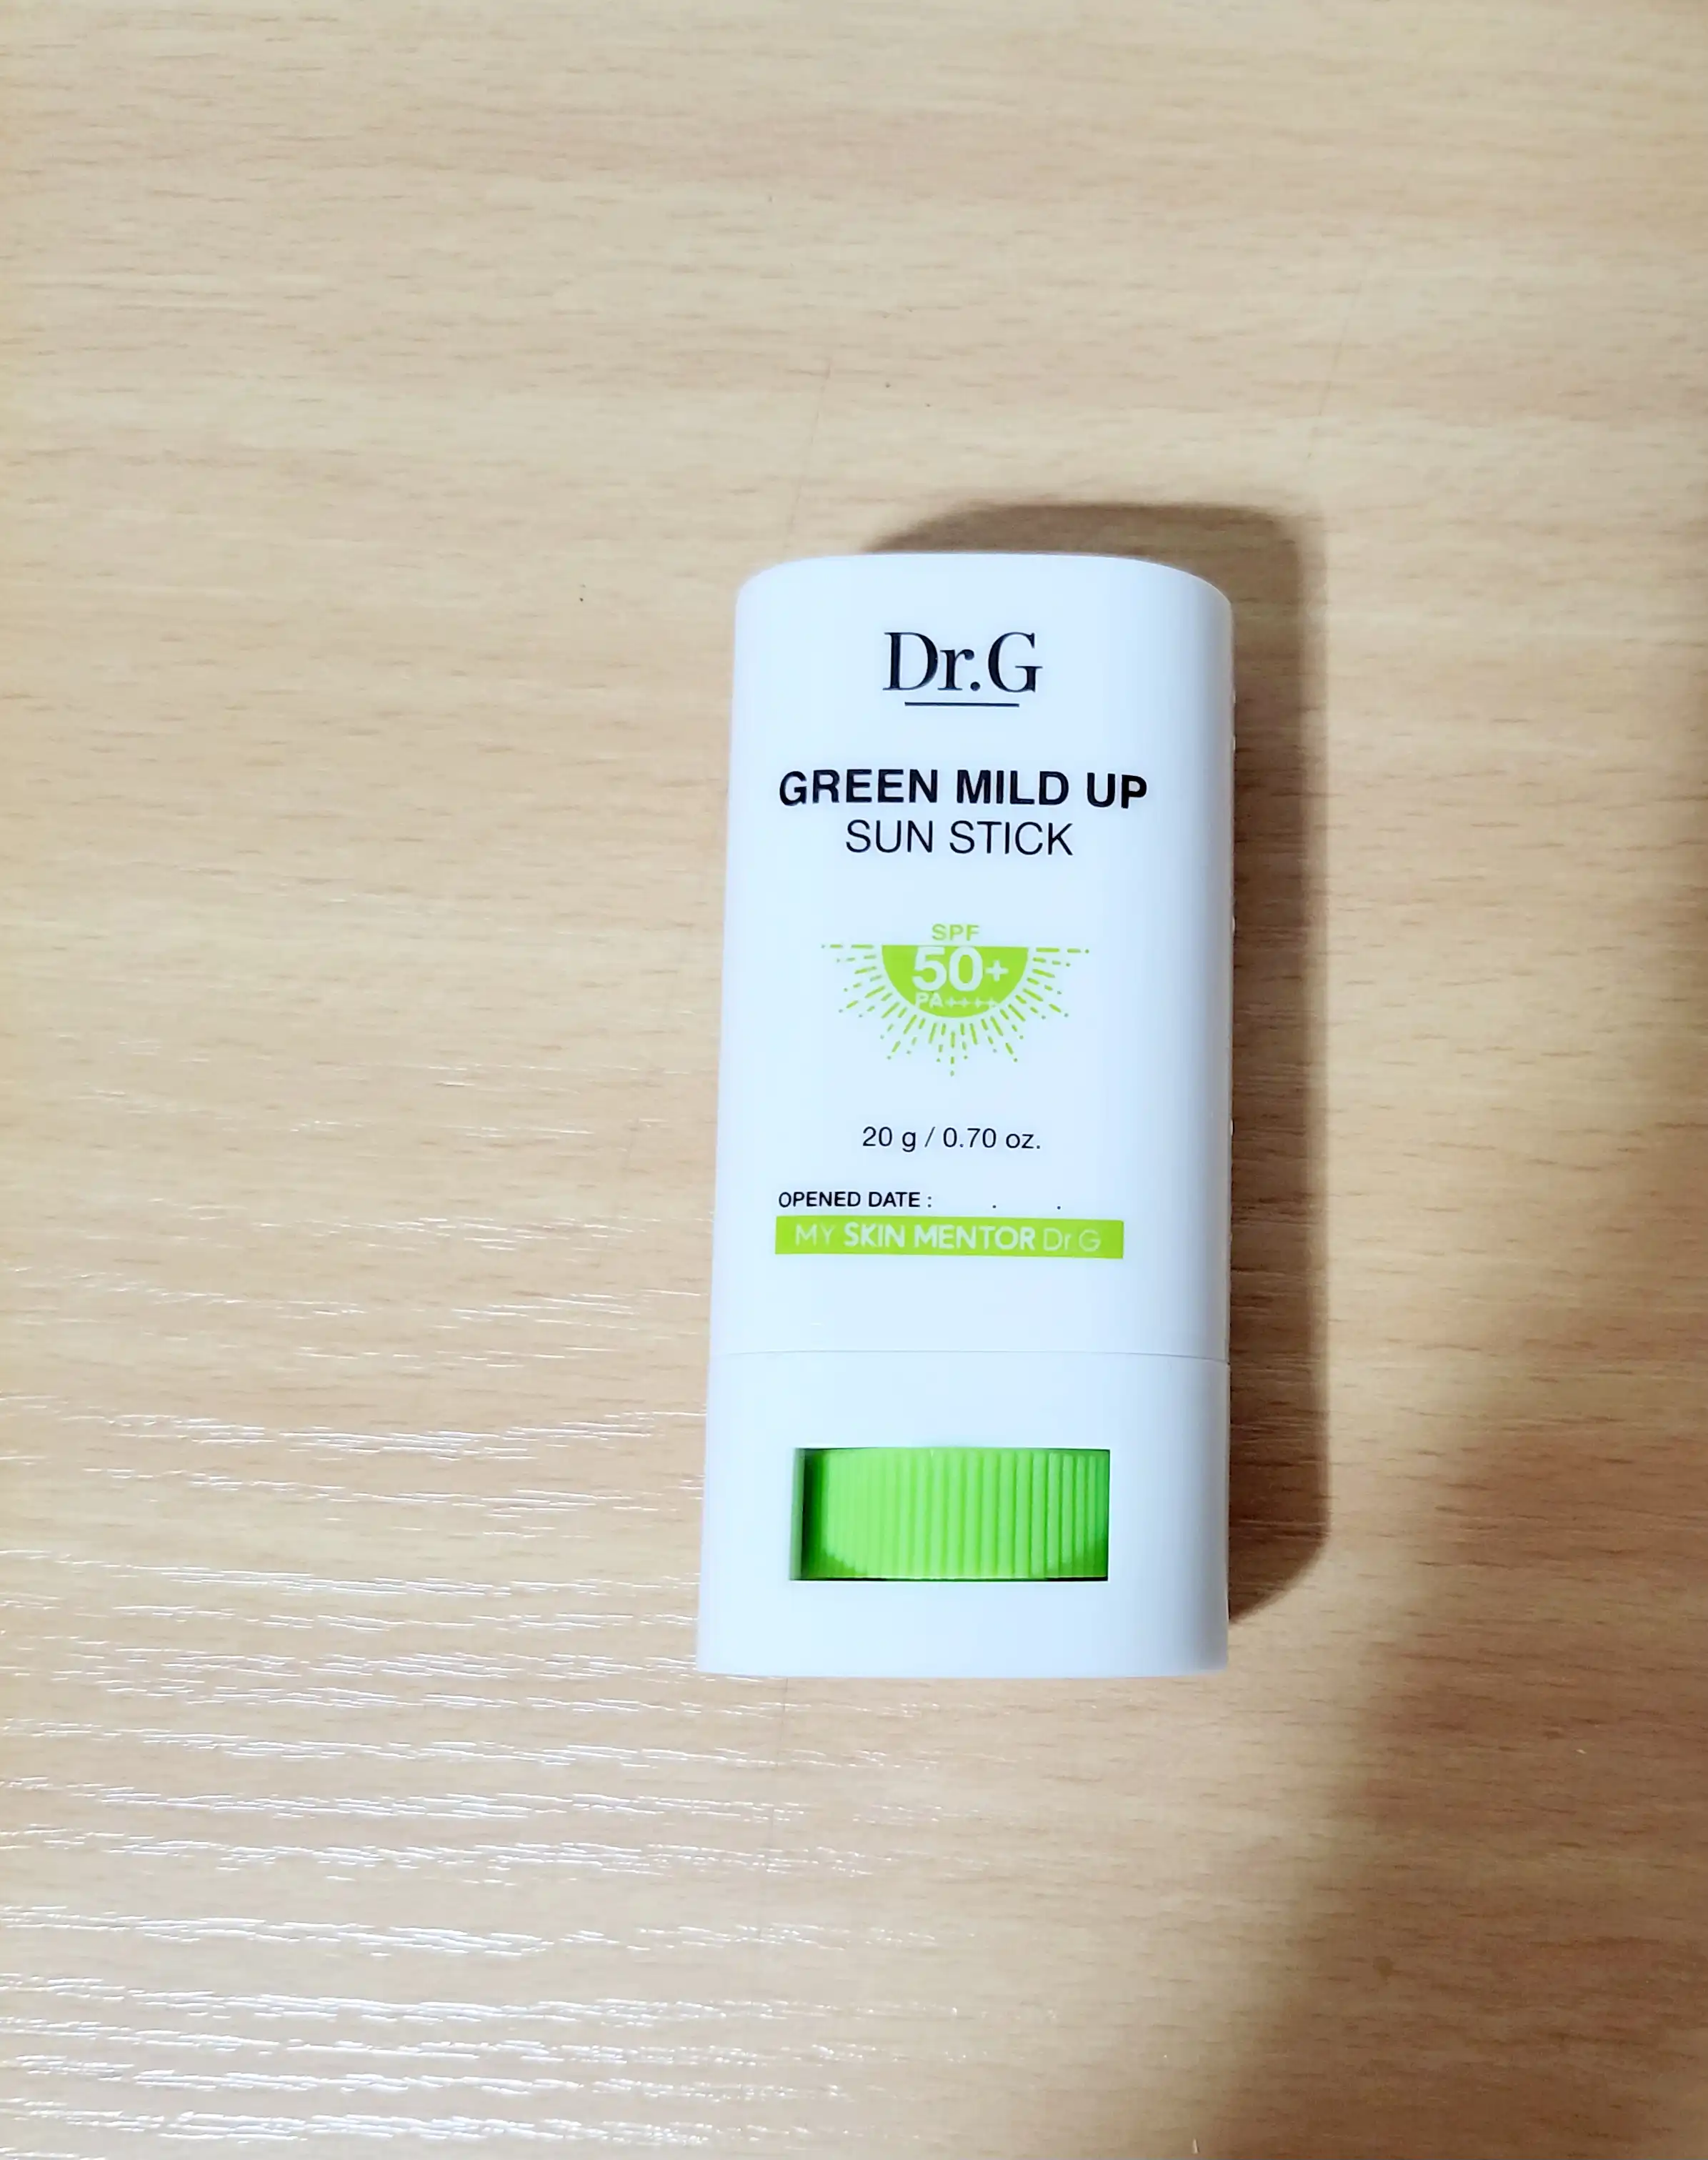 Dr.G
GREEN MILD UP
SUN STICK
SPF
50+
PA++++
20 g / 0.70 oz.
OPENED DATE :      .      .
MY SKIN MENTOR Dr.G